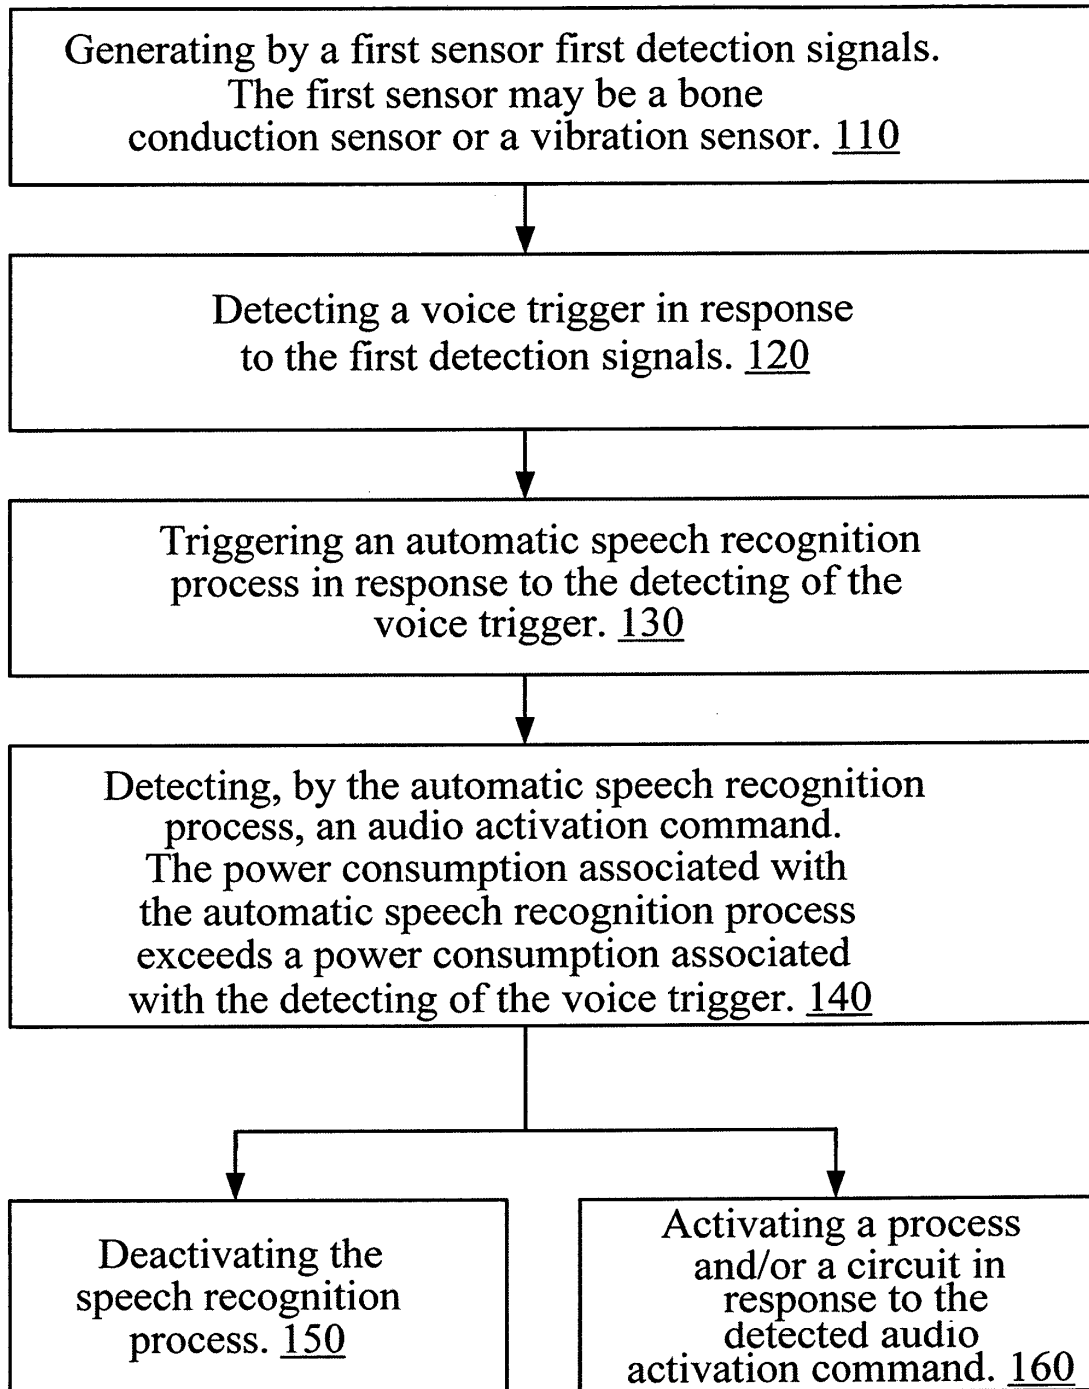 Generating by a first sensor first detection signals.
The first sensor may be a bone
conduction sensor or a vibration sensor. 110
Detecting a voice trigger in response
to the first detection signals. 120
Triggering an automatic speech recognition
process in response to the detecting of the
voice trigger. 130
Detecting, by the automatic speech recognition
process, an audio activation command.
The power consumption associated with
the automatic speech recognition process
exceeds a power consumption associated
with the detecting of the voice trigger. 140
Deactivating the
speech recognition
process. 150
Activating a process
and/or a circuit in
response to the
detected audio
activation command. 160